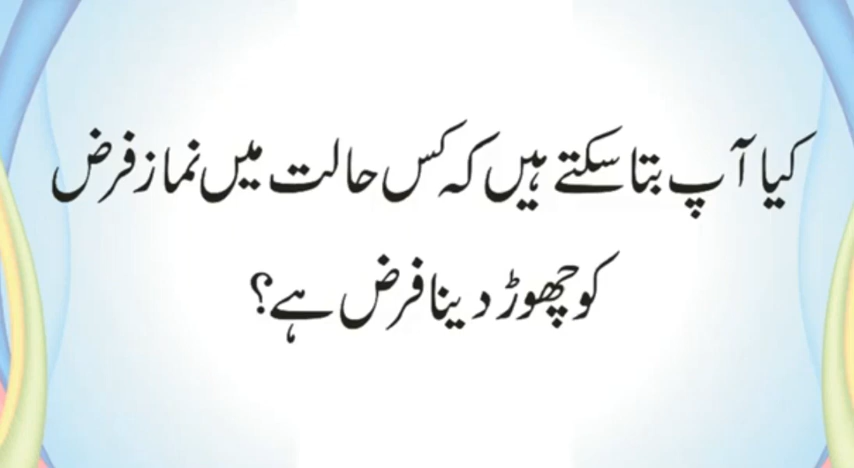 کیا آپ بتا سکتے ہیں کہ کس حالت میں نماز فرض
کو چھوڑ دینا فرض ہے؟